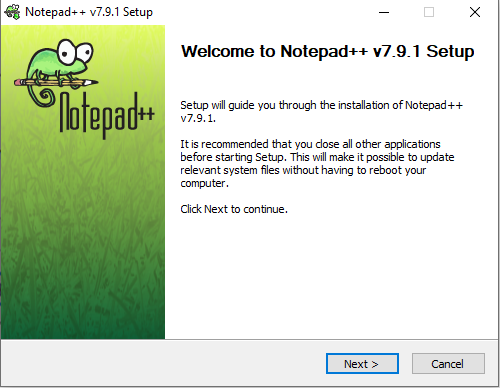 Notepad++ v7.9.1 Setup
Notepad++
Welcome to Notepad++ v7.9.1 Setup
Setup will guide you through the installation of Notepad++
v7.9.1.
It is recommended that you close all other applications
before starting Setup. This will make it possible to update
relevant system files without having to reboot your
computer.
Click Next to continue.
Next >
Cancel